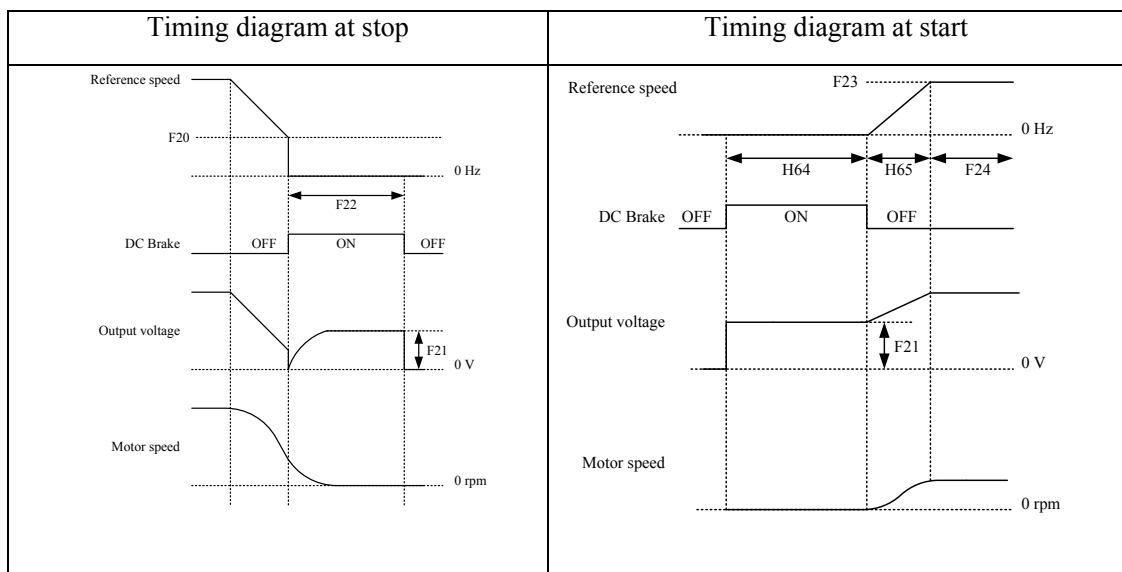 Timing diagram at stop
Reference speed
F20
0 Hz
F22
DC Brake
OFF
ON
OFF
Output voltage
F21
0 V
Motor speed
0 rpm
Timing diagram at start
Reference speed
F23
0 Hz
H64
H65
F24
DC Brake
OFF
ON
OFF
Output voltage
F21
0 V
Motor speed
0 rpm